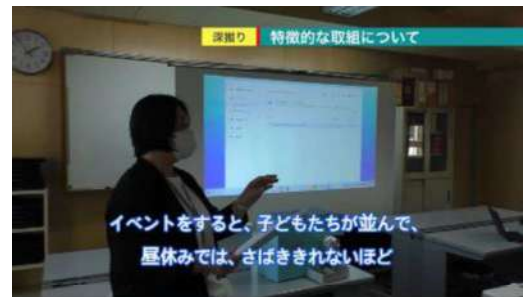 深掘り 特徴的な取組について
イベントをすると、子どもたちが並んで、
昼休みでは、さばききれないほど